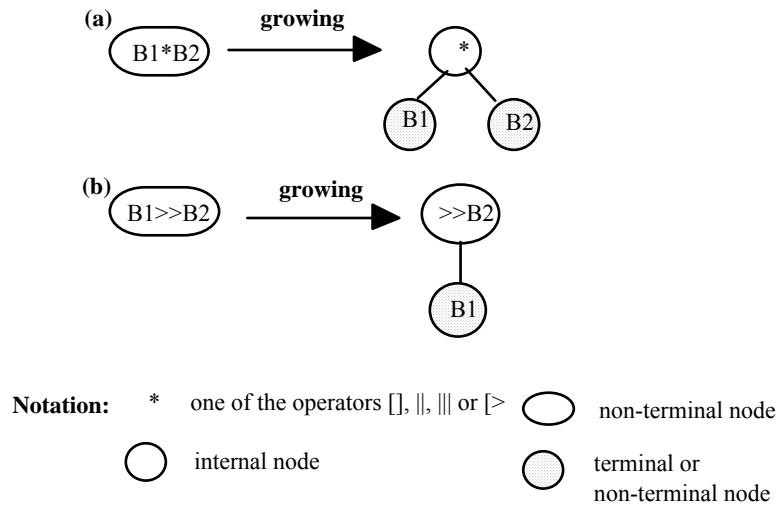 (a) growing
B1*B2
*
B1 B2
(b) growing
B1>>B2 >>B2
B1
Notation: * one of the operators [], ||, ||| or [> non-terminal node
internal node terminal or
non-terminal node